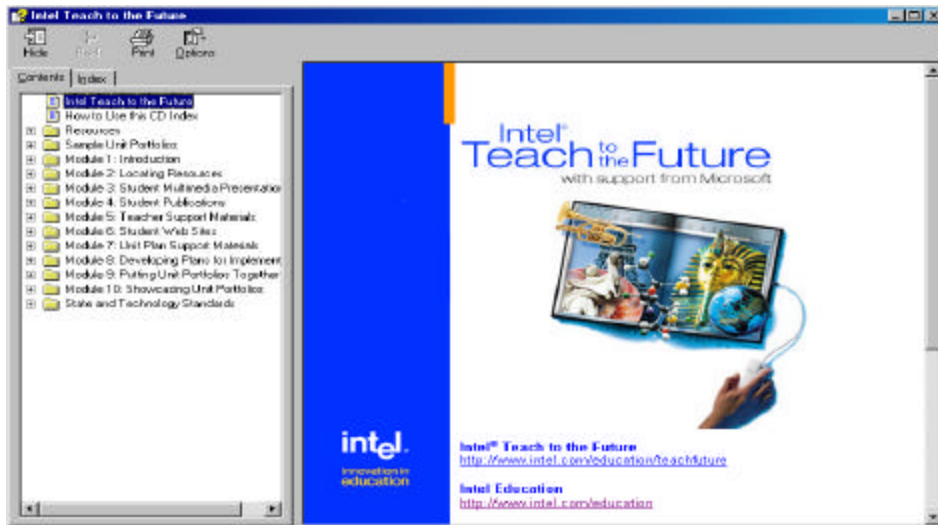 Intel Teach to the Future
Hide Back Print Options
Contents Index
Intel Teach to the Future
How to Use this CD Index
Resources
Sample Unit Portfolios
Module 1: Introduction
Module 2: Locating Resources
Module 3: Student Multimedia Presentation
Module 4: Student Publications
Module 5: Teacher Support Materials
Module 6: Student Web Sites
Module 7: Unit Plan Support Materials
Module 8: Developing Plans for Implement
Module 9: Putting Unit Portfolios Together
Module 10: Showcasing Unit Portfolios
State and Technology Standards
Intel®
Teach to the Future
with support from Microsoft
intel.
innovation in
education
Intel® Teach to the Future
http://www.intel.com/education/teachfuture
Intel Education
http://www.intel.com/education